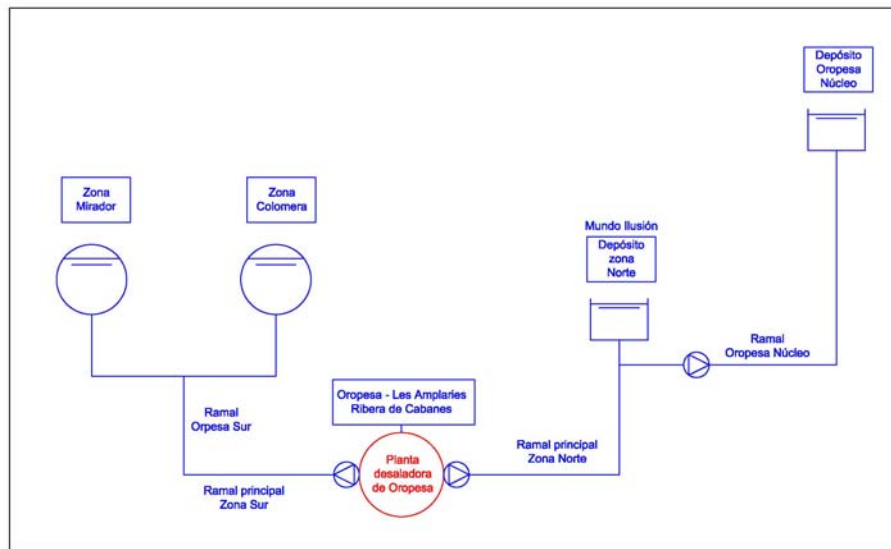 Depósito
Oropesa
Núcleo
Zona
Mirador
Zona
Colomera
Mundo Ilusión
Depósito
zona
Norte
Ramal
Oropesa Núcleo
Oropesa - Les Amplaries
Ribera de Cabanes
Ramal
Orpesa Sur
Ramal principal
Zona Norte
Planta
desaladora
de Oropesa
Ramal principal
Zona Sur